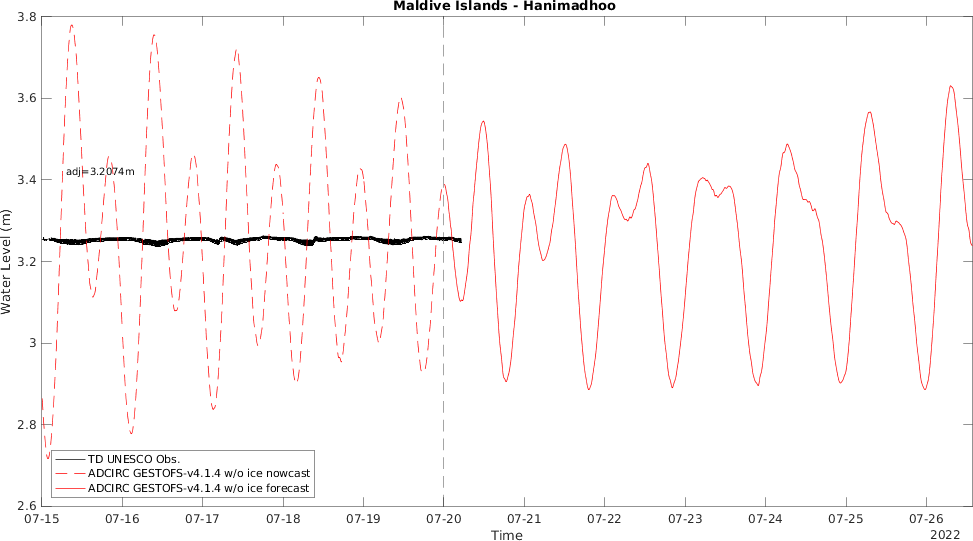 Maldive Islands - Hanimadhoo
3.8
3.6
3.4
3.2
3
2.8
2.6
Water Level (m)
adj=3.2074m
TD UNESCO Obs.
ADCIRC GESTOFS-v4.1.4 w/o ice nowcast
ADCIRC GESTOFS-v4.1.4 w/o ice forecast
07-15 07-16 07-17 07-18 07-19 07-20 07-21 07-22 07-23 07-24 07-25 07-26
Time
2022